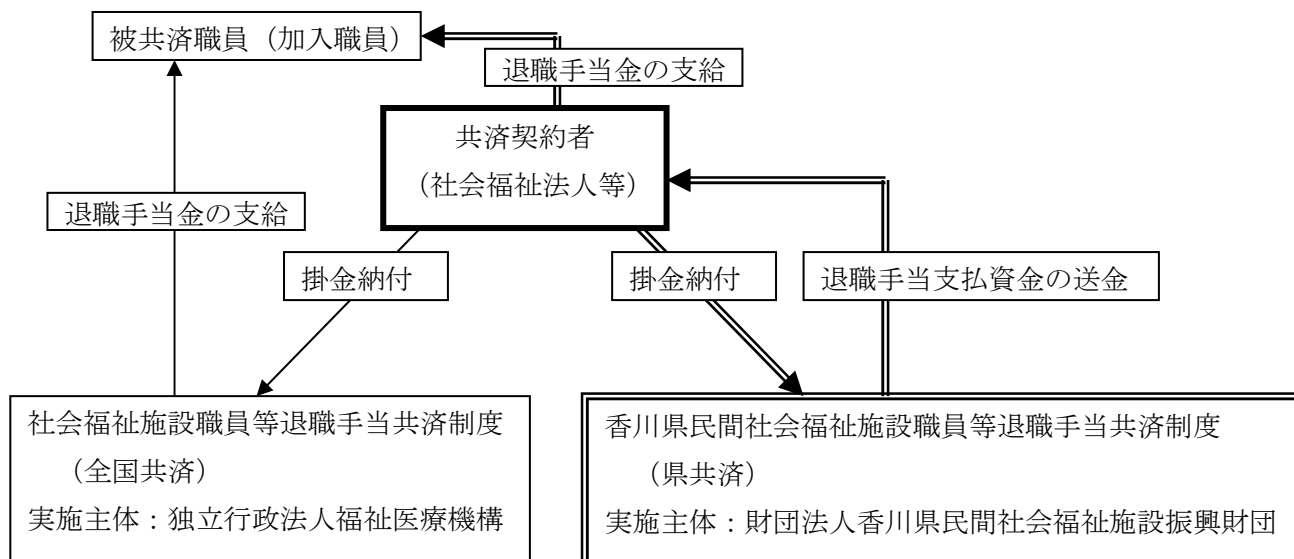 被共済職員（加入職員）
退職手当金の支給
共済契約者
（社会福祉法人等）
退職手当金の支給
掛金納付
掛金納付
退職手当支払資金の送金
社会福祉施設職員等退職手当共済制度
（全国共済）
実施主体：独立行政法人福祉医療機構
香川県民間社会福祉施設職員等退職手当共済制度
（県共済）
実施主体：財団法人香川県民間社会福祉施設振興財団